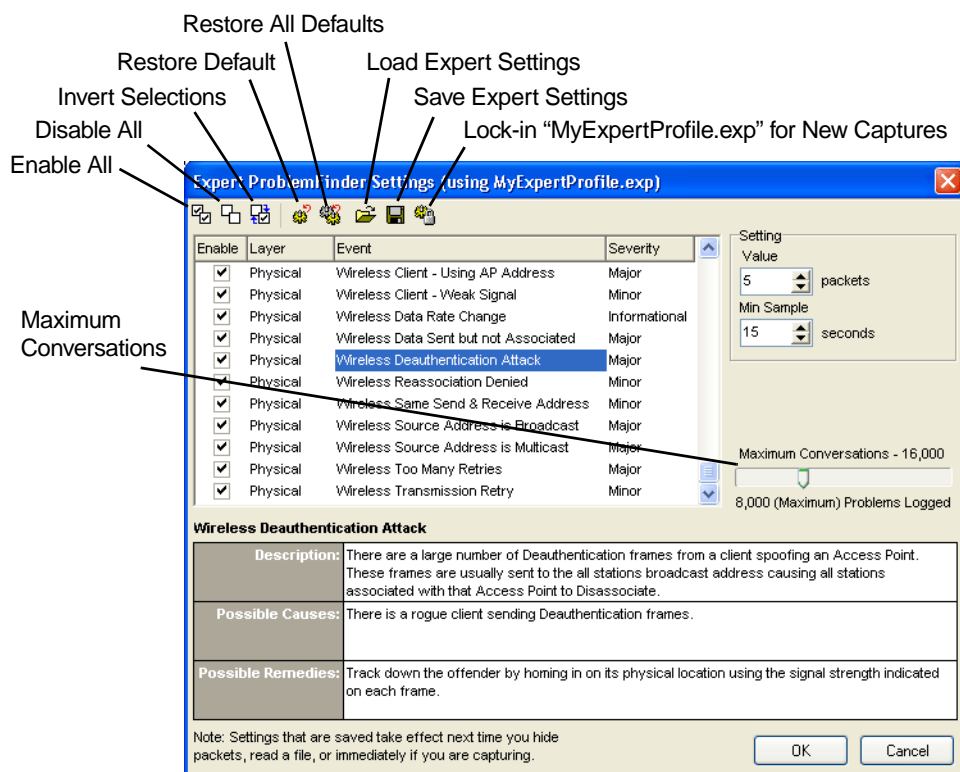 Restore All Defaults
Restore Default
Load Expert Settings
Invert Selections
Save Expert Settings
Disable All
Lock-in “MyExpertProfile.exp” for New Captures
Enable All
Expert ProblemFinder Settings (using MyExpertProfile.exp)
Enable Layer Event Severity
Physical Wireless Client - Using AP Address Major
Physical Wireless Client - Weak Signal Minor
Physical Wireless Data Rate Change Informational
Physical Wireless Data Sent but not Associated Major
Physical Wireless Deauthentication Attack Major
Physical Wireless Reassociation Denied Minor
Physical Wireless Same Send & Receive Address Minor
Physical Wireless Source Address is Broadcast Major
Physical Wireless Source Address is Multicast Major
Physical Wireless Too Many Retries Major
Physical Wireless Transmission Retry Minor
Setting
Value
5 packets
Min Sample
15 seconds
Maximum
Conversations
Maximum Conversations - 16,000
8,000 (Maximum) Problems Logged
Wireless Deauthentication Attack
Description: There are a large number of Deauthentication frames from a client spoofing an Access Point.
These frames are usually sent to the all stations broadcast address causing all stations
associated with that Access Point to Disassociate.
Possible Causes: There is a rogue client sending Deauthentication frames.
Possible Remedies: Track down the offender by homing in on its physical location using the signal strength indicated
on each frame.
Note: Settings that are saved take effect next time you hide
packets, read a file, or immediately if you are capturing.
OK Cancel